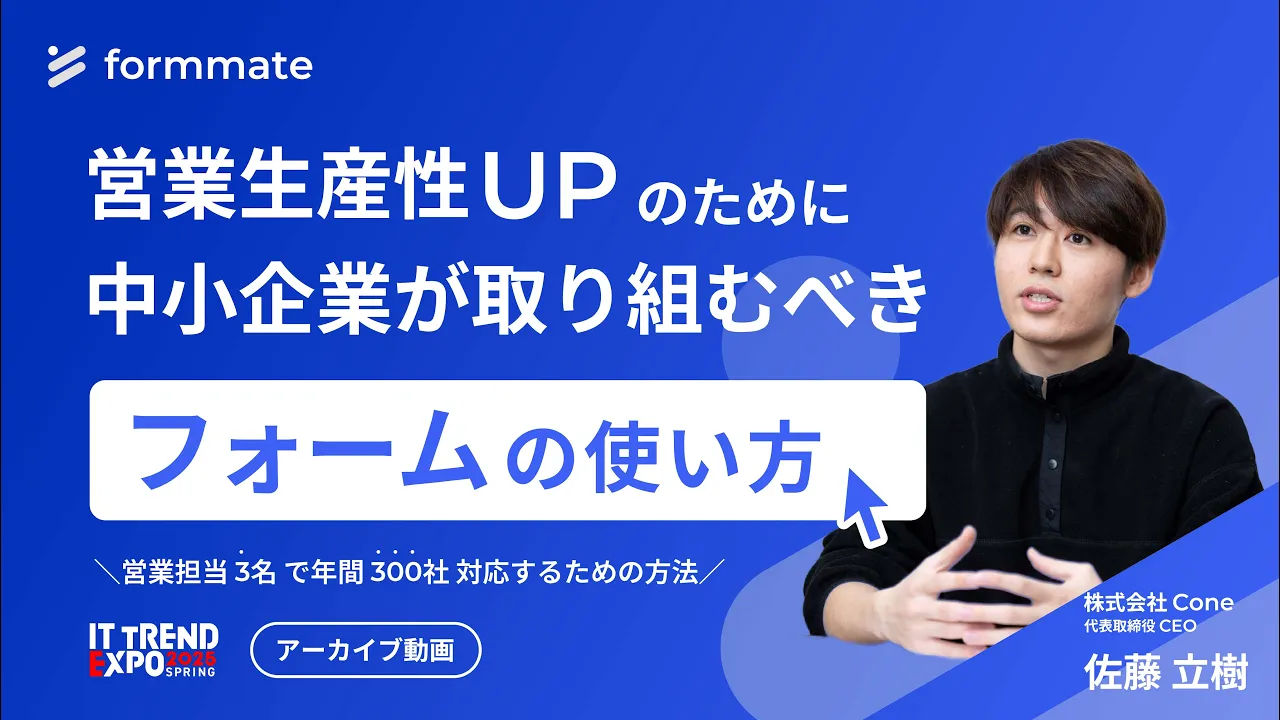 formmate
営業生産性UPのために
中小企業が取り組むべき
フォームの使い方
＼営業担当 3名 で年間 300社 対応するための方法／
IT TREND
EXPO 2025
SPRING
アーカイブ動画
株式会社 Cone
代表取締役 CEO
佐藤 立樹